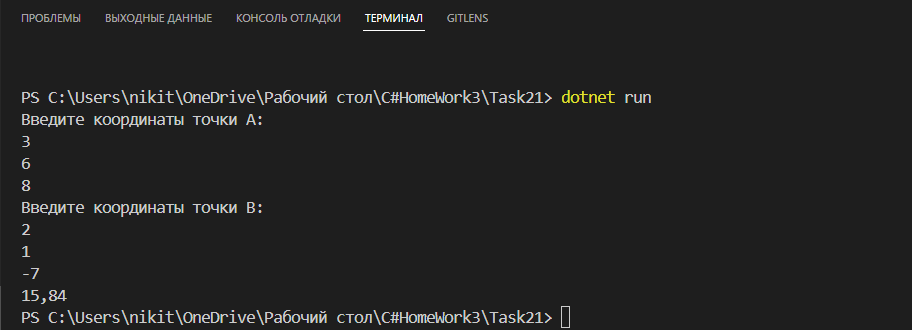 ПРОБЛЕМЫ ВЫХОДНЫЕ ДАННЫЕ КОНСОЛЬ ОТЛАДКИ ТЕРМИНАЛ GITLENS
PS C:\Users\nikit\OneDrive\Рабочий стол\C#HomeWork3\Task21> dotnet run
Введите координаты точки A:
3
6
8
Введите координаты точки B:
2
1
-7
15,84
PS C:\Users\nikit\OneDrive\Рабочий стол\C#HomeWork3\Task21>